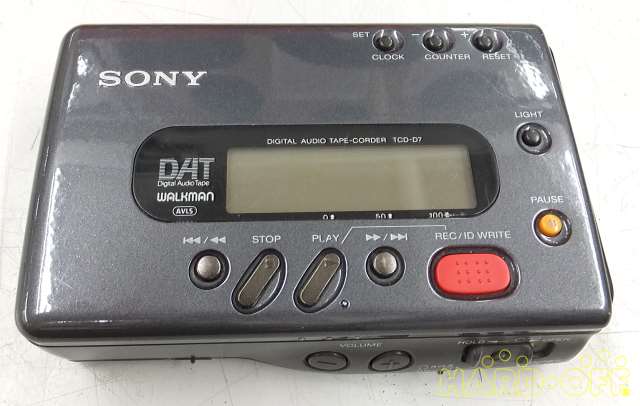 SET - +
CLOCK COUNTER RESET
SONY
LIGHT
DIGITAL AUDIO TAPE-CORDER TCD-D7
DAT
Digital Audio Tape
WALKMAN
AVLS
0 50 100
PAUSE
⏮/◀◀ STOP PLAY ▶▶/⏭ REC/ID WRITE
VOLUME
HOLD
- +
HARD-OFF